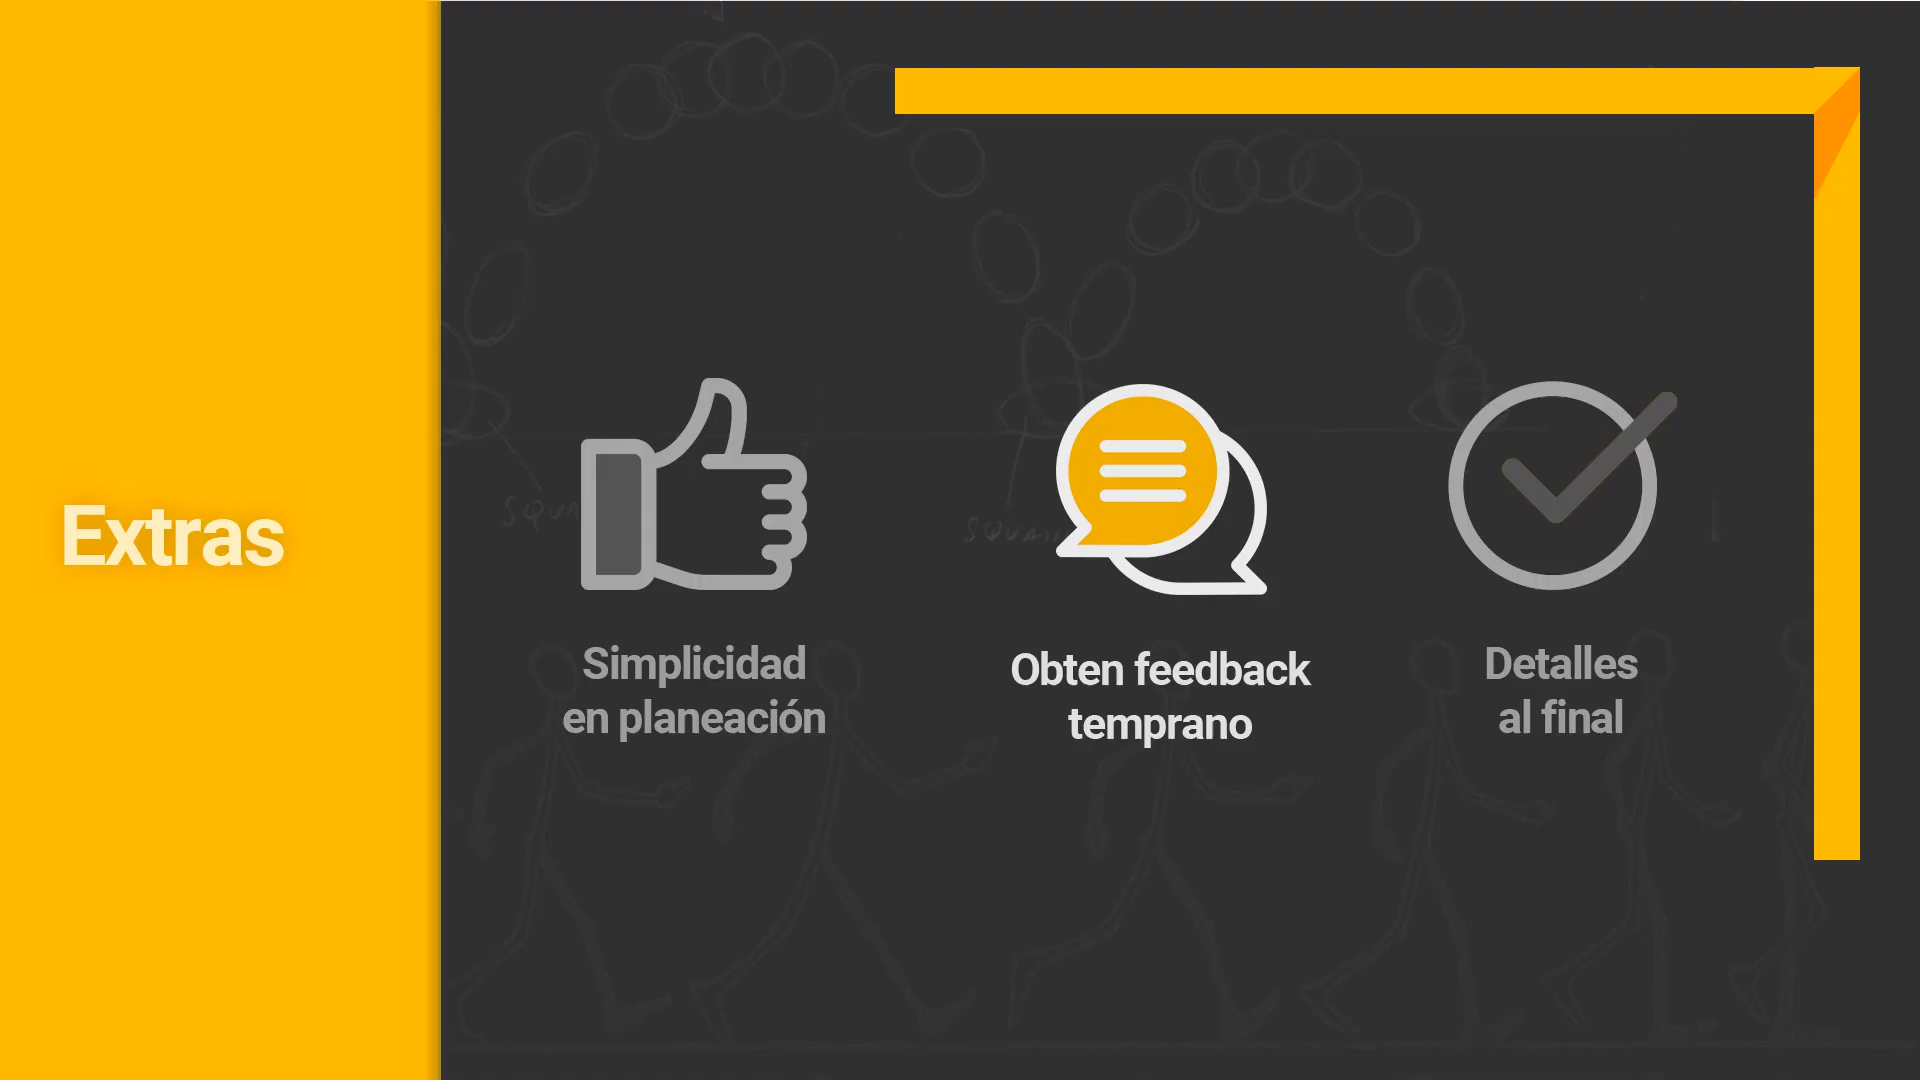 Extras
Simplicidad
en planeación
Obten feedback
temprano
Detalles
al final